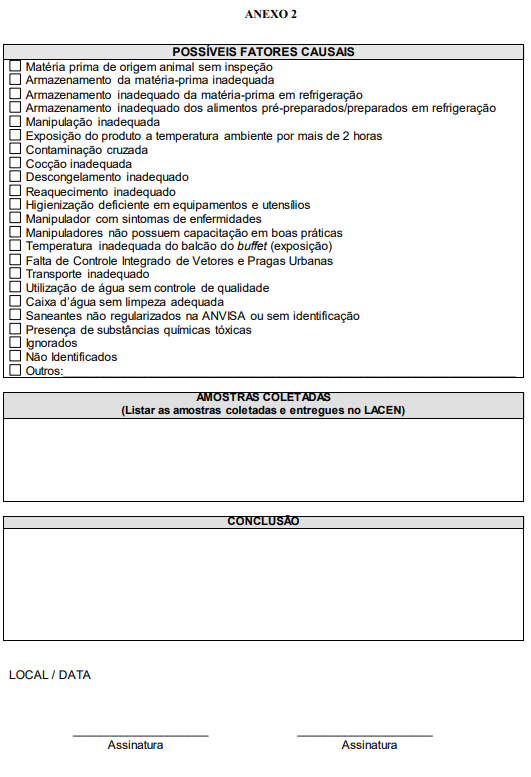 ANEXO 2
POSSÍVEIS FATORES CAUSAIS
Matéria prima de origem animal sem inspeção
Armazenamento da matéria-prima inadequada
Armazenamento inadequado da matéria-prima em refrigeração
Armazenamento inadequado dos alimentos pré-preparados/preparados em refrigeração
Manipulação inadequada
Exposição do produto a temperatura ambiente por mais de 2 horas
Contaminação cruzada
Cocção inadequada
Descongelamento inadequado
Reaquecimento inadequado
Higienização deficiente em equipamentos e utensílios
Manipulador com sintomas de enfermidades
Manipuladores não possuem capacitação em boas práticas
Temperatura inadequada do balcão do buffet (exposição)
Falta de Controle Integrado de Vetores e Pragas Urbanas
Transporte inadequado
Utilização de água sem controle de qualidade
Caixa d'água sem limpeza adequada
Saneantes não regularizados na ANVISA ou sem identificação
Presença de substâncias químicas tóxicas
Ignorados
Não Identificados
Outros:
AMOSTRAS COLETADAS
(Listar as amostras coletadas e entregues no LACEN)
CONCLUSÃO
LOCAL / DATA
Assinatura Assinatura